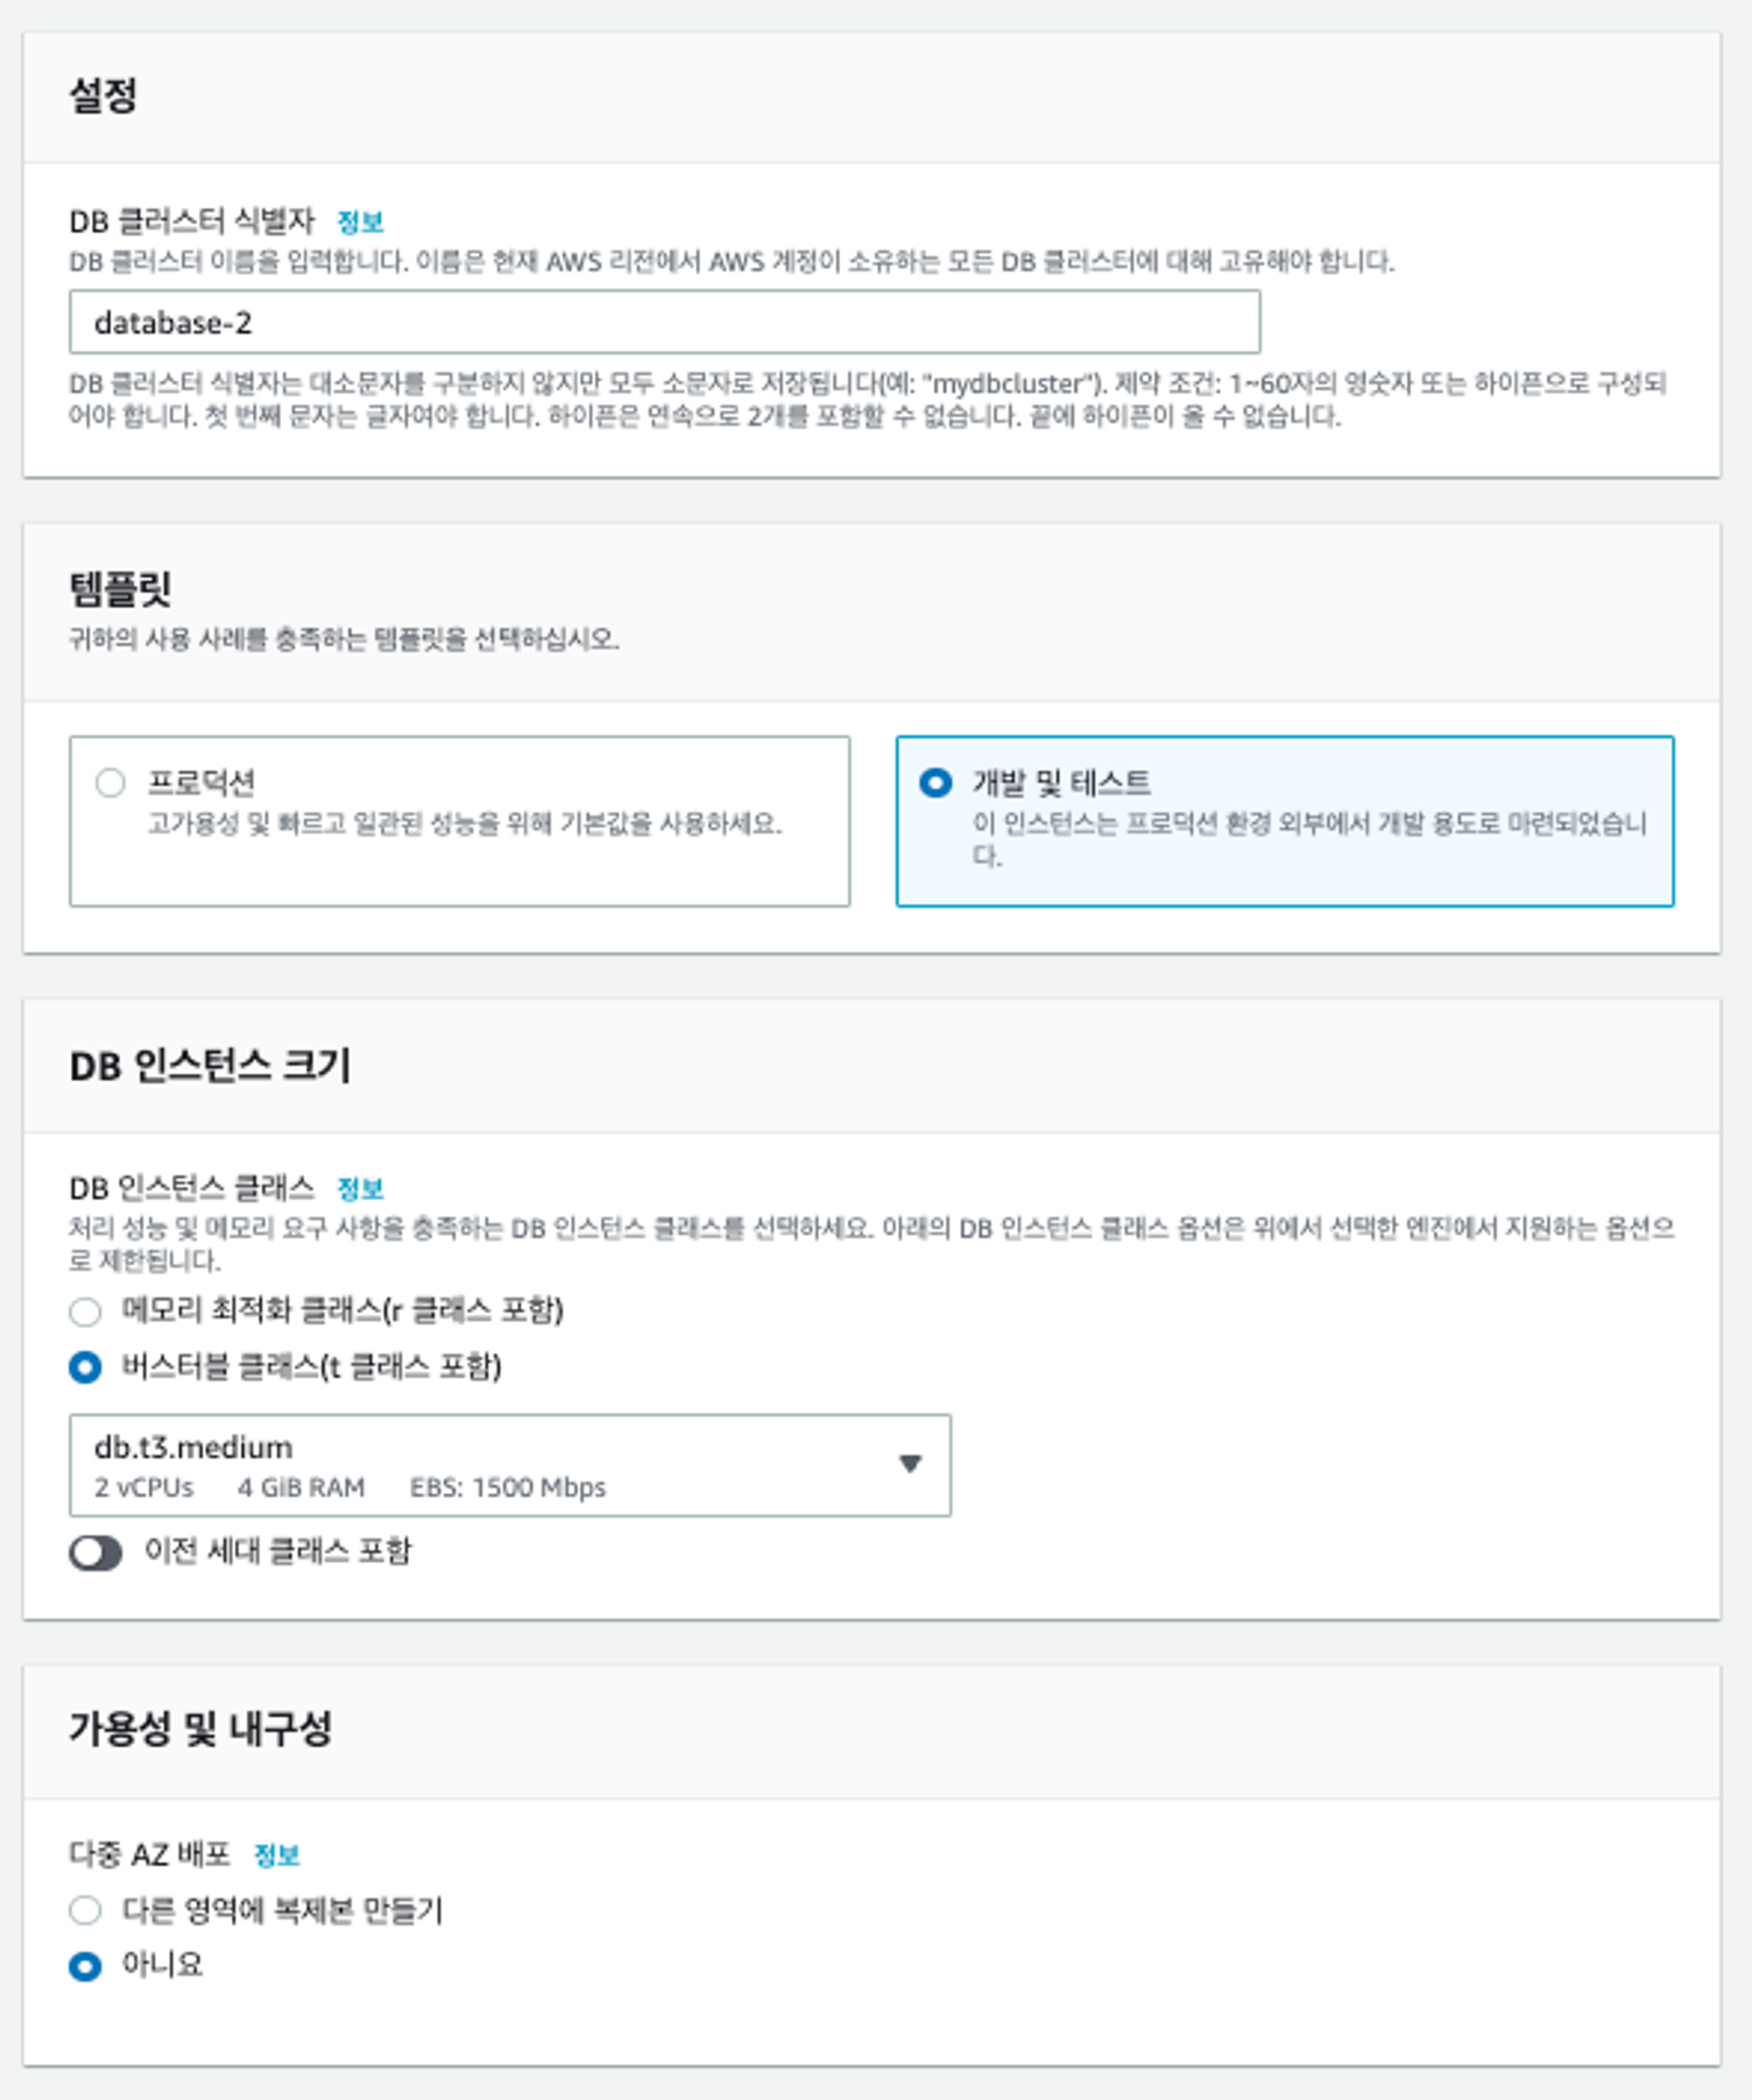 설정
DB 클러스터 식별자 정보
DB 클러스터 이름을 입력합니다. 이름은 현재 AWS 리전에서 AWS 계정이 소유하는 모든 DB 클러스터에 대해 고유해야 합니다.
database-2
DB 클러스터 식별자는 대소문자를 구분하지 않지만 모두 소문자로 저장됩니다(예: "mydbcluster"). 제약 조건: 1~60자의 영숫자 또는 하이픈으로 구성되
어야 합니다. 첫 번째 문자는 글자여야 합니다. 하이픈은 연속으로 2개를 포함할 수 없습니다. 끝에 하이픈이 올 수 없습니다.
템플릿
귀하의 사용 사례를 충족하는 템플릿을 선택하십시오.
프로덕션
고가용성 및 빠르고 일관된 성능을 위해 기본값을 사용하세요.
개발 및 테스트
이 인스턴스는 프로덕션 환경 외부에서 개발 용도로 마련되었습니
다.
DB 인스턴스 크기
DB 인스턴스 클래스 정보
처리 성능 및 메모리 요구 사항을 충족하는 DB 인스턴스 클래스를 선택하세요. 아래의 DB 인스턴스 클래스 옵션은 위에서 선택한 엔진에서 지원하는 옵션으
로 제한됩니다.
메모리 최적화 클래스(r 클래스 포함)
버스터블 클래스(t 클래스 포함)
db.t3.medium
2 vCPUs 4 GiB RAM EBS: 1500 Mbps
이전 세대 클래스 포함
가용성 및 내구성
다중 AZ 배포 정보
다른 영역에 복제본 만들기
아니요